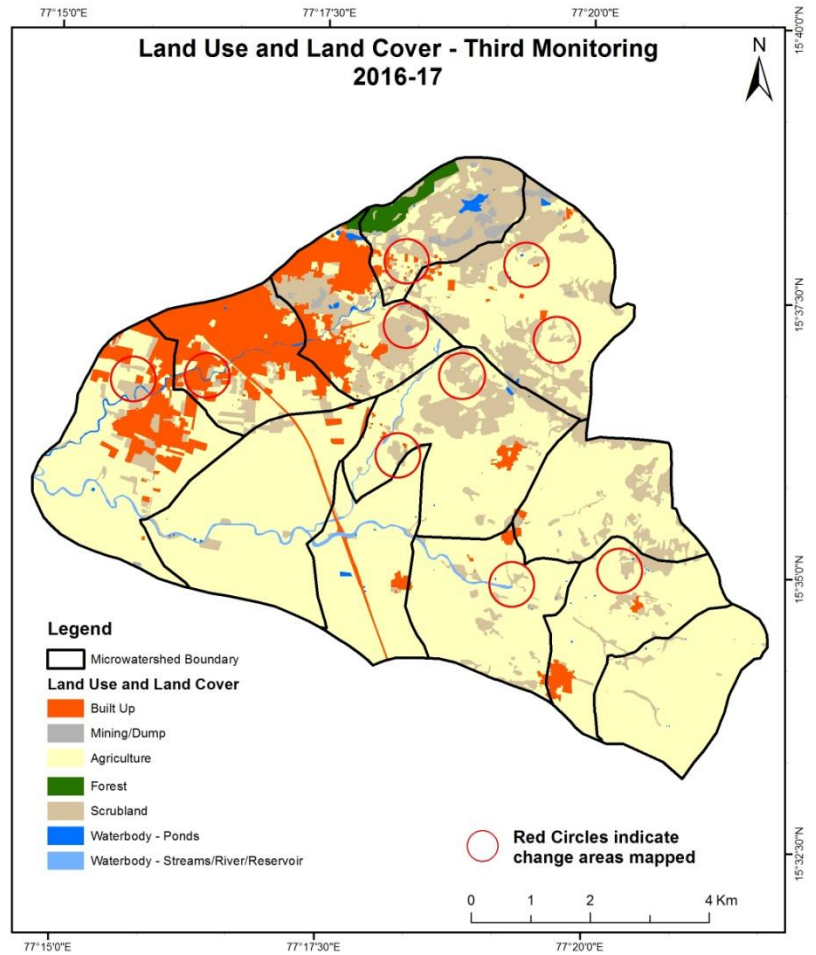 77°15'0"E 77°17'30"E 77°20'0"E
Land Use and Land Cover - Third Monitoring
2016-17
N
15°40'0"N
15°37'30"N
15°35'0"N
15°32'30"N
Legend
Microwatershed Boundary
Land Use and Land Cover
Built Up
Mining/Dump
Agriculture
Forest
Scrubland
Waterbody - Ponds
Waterbody - Streams/River/Reservoir
Red Circles indicate
change areas mapped
0 1 2 4 Km
77°15'0"E 77°17'30"E 77°20'0"E